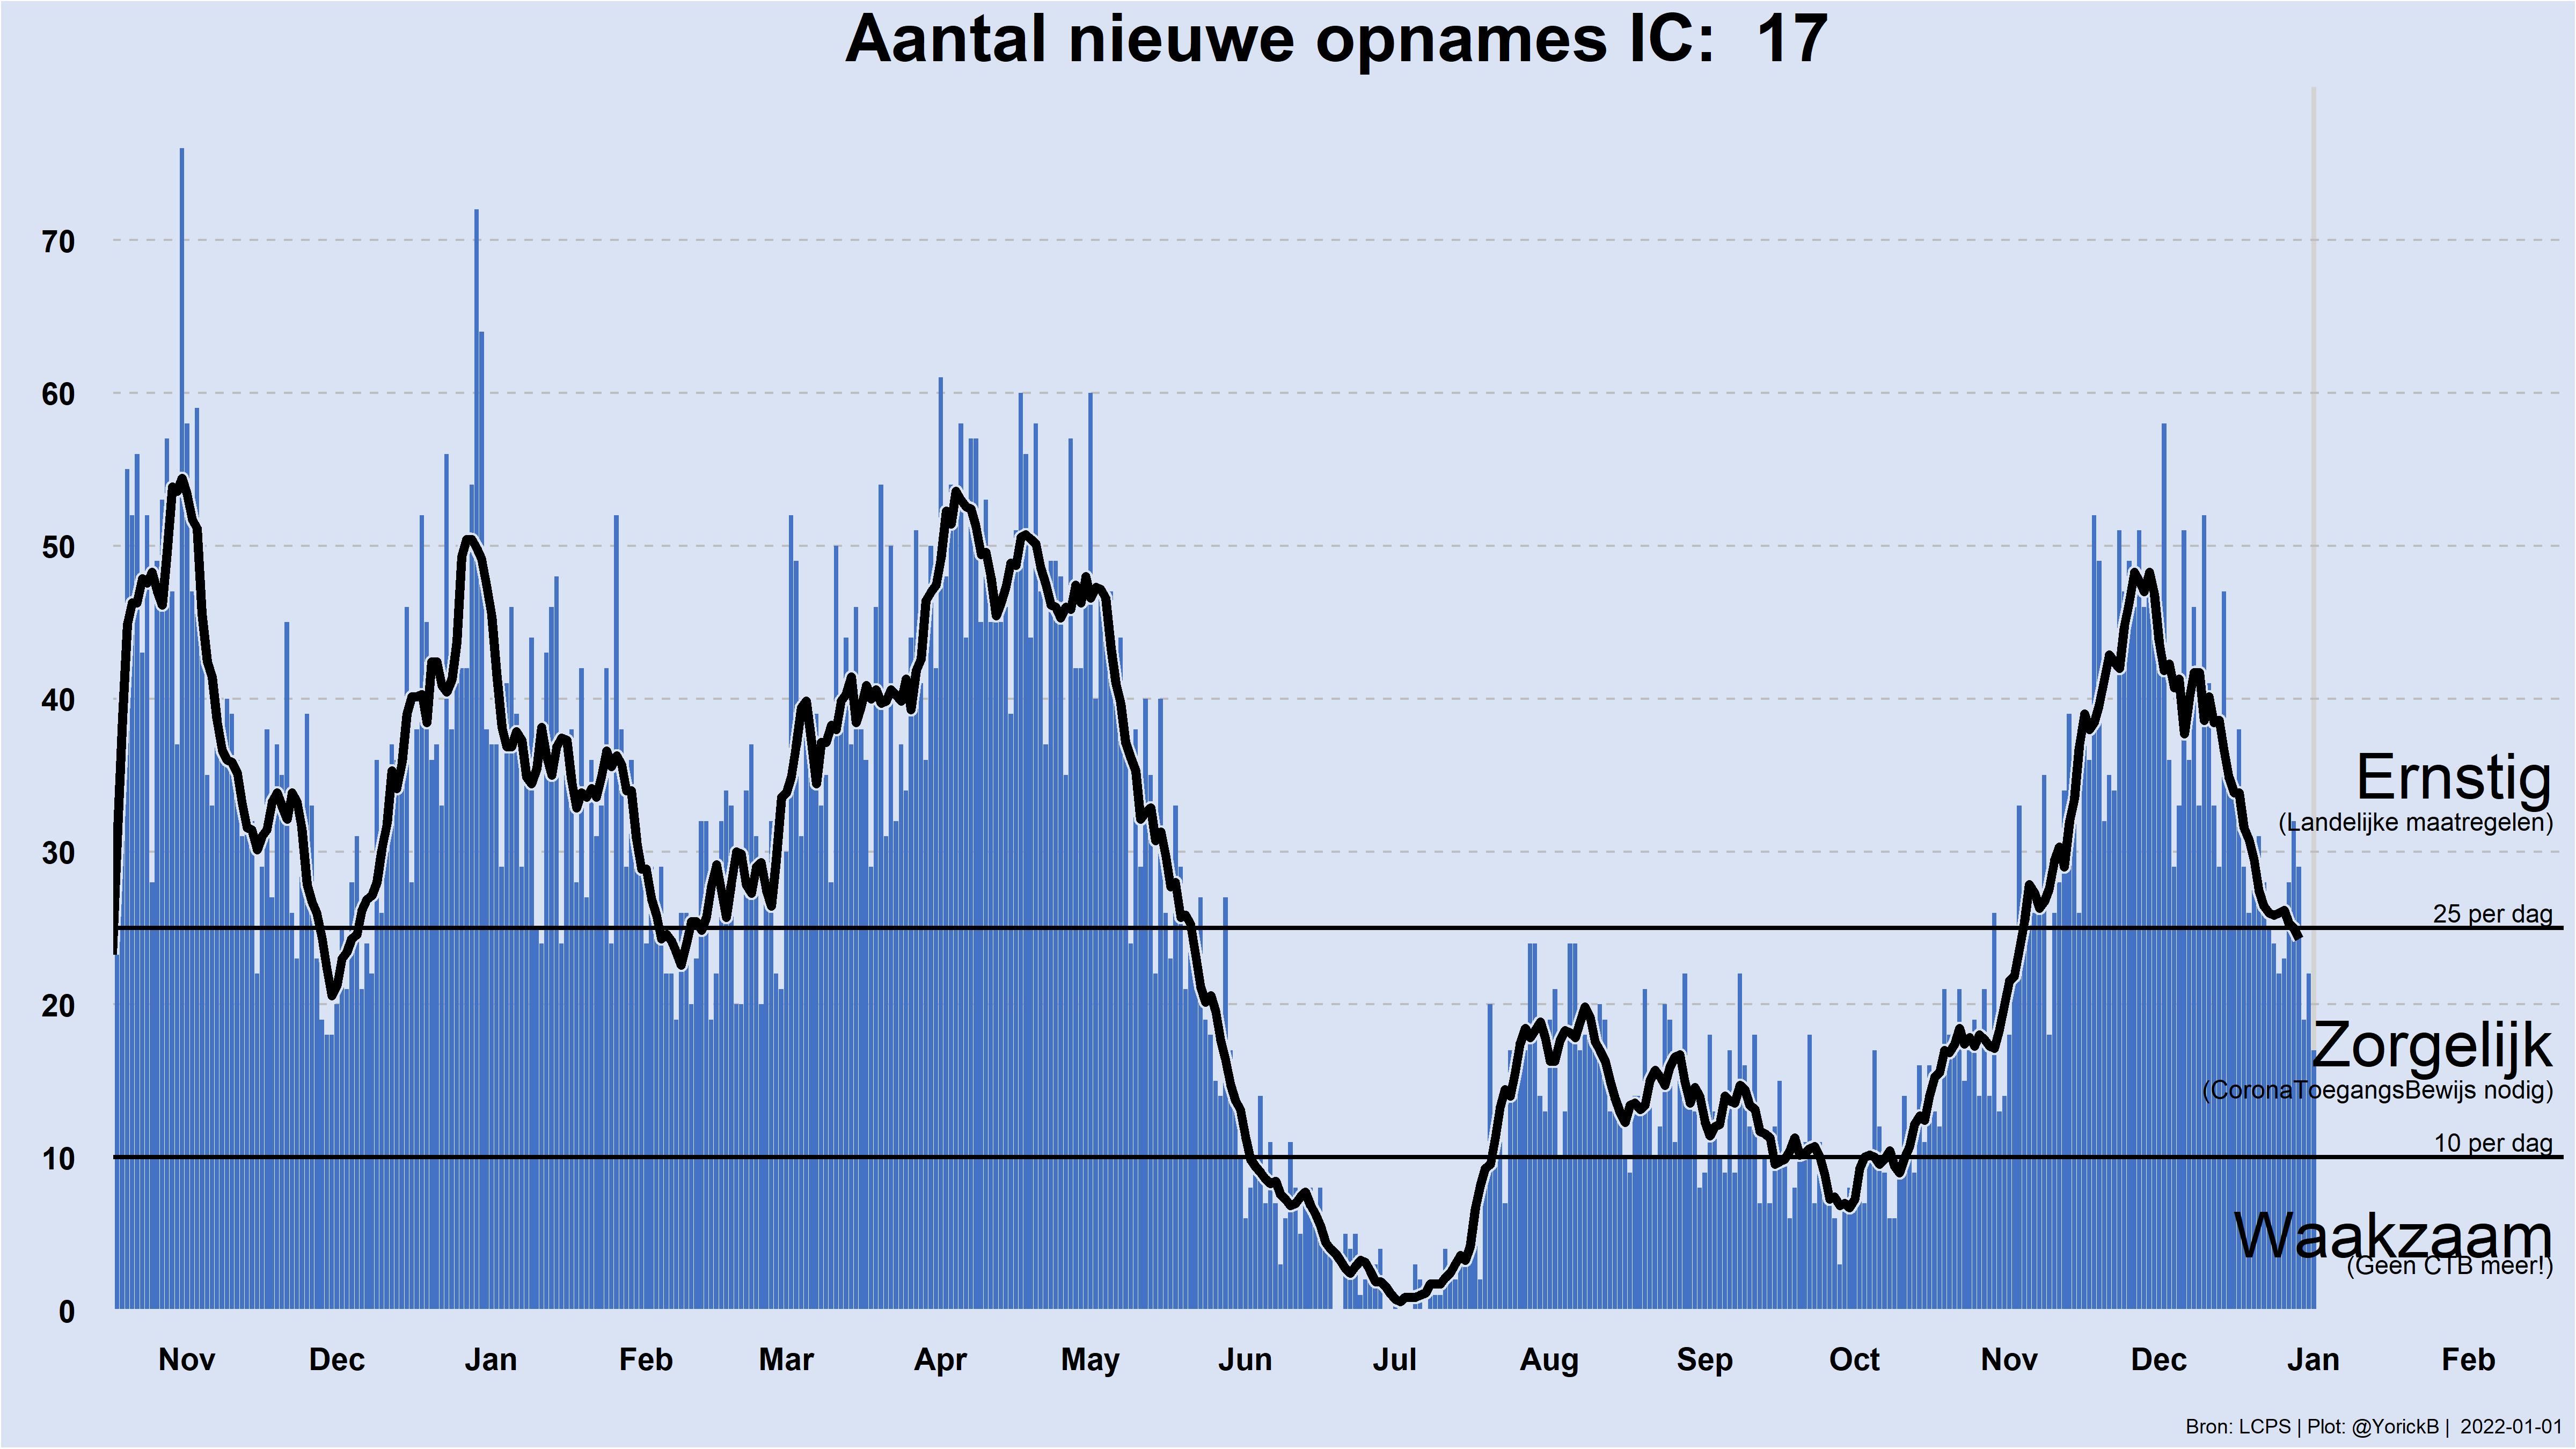 Aantal nieuwe opnames IC:  17
70
60
50
40
Ernstig
(Landelijke maatregelen)
30
25 per dag
20
Zorgelijk
(CoronaToegangsBewijs nodig)
10 per dag
10
Waakzaam
(Geen CTB meer!)
0
Nov Dec Jan Feb Mar Apr May Jun Jul Aug Sep Oct Nov Dec Jan Feb
Bron: LCPS | Plot: @YorickB |  2022-01-01